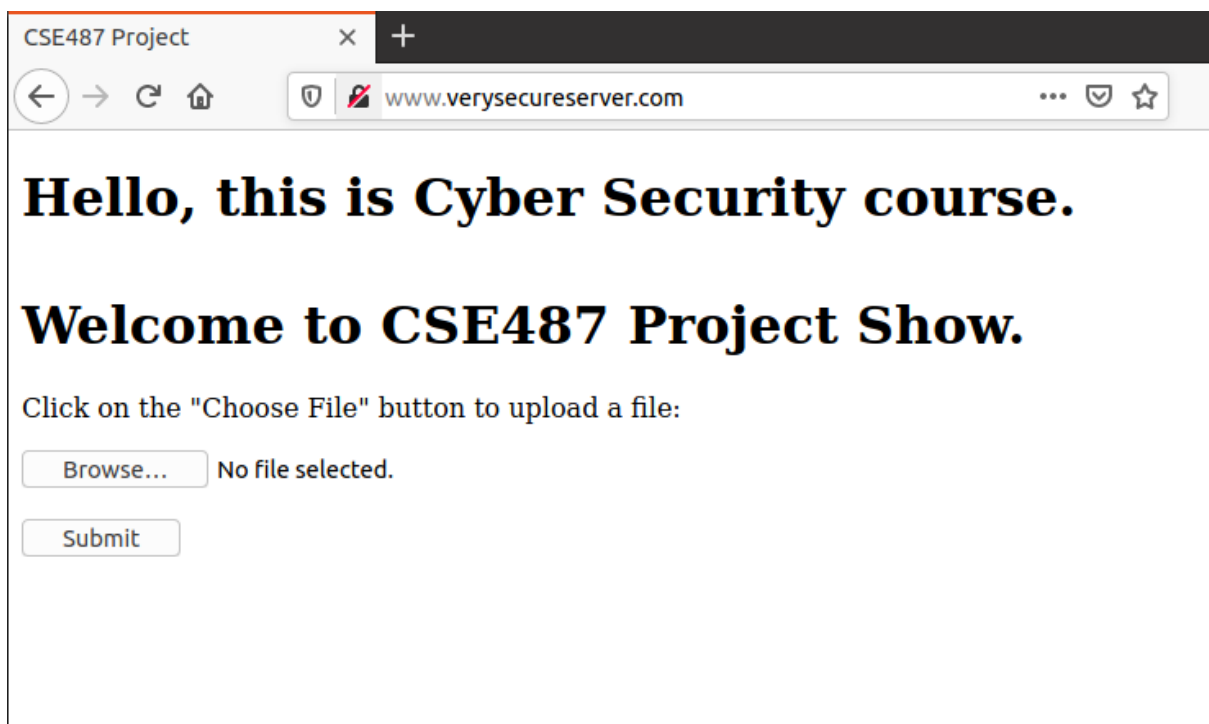 CSE487 Project
www.verysecureserver.com
Hello, this is Cyber Security course.
Welcome to CSE487 Project Show.
Click on the "Choose File" button to upload a file:
Browse... No file selected.
Submit